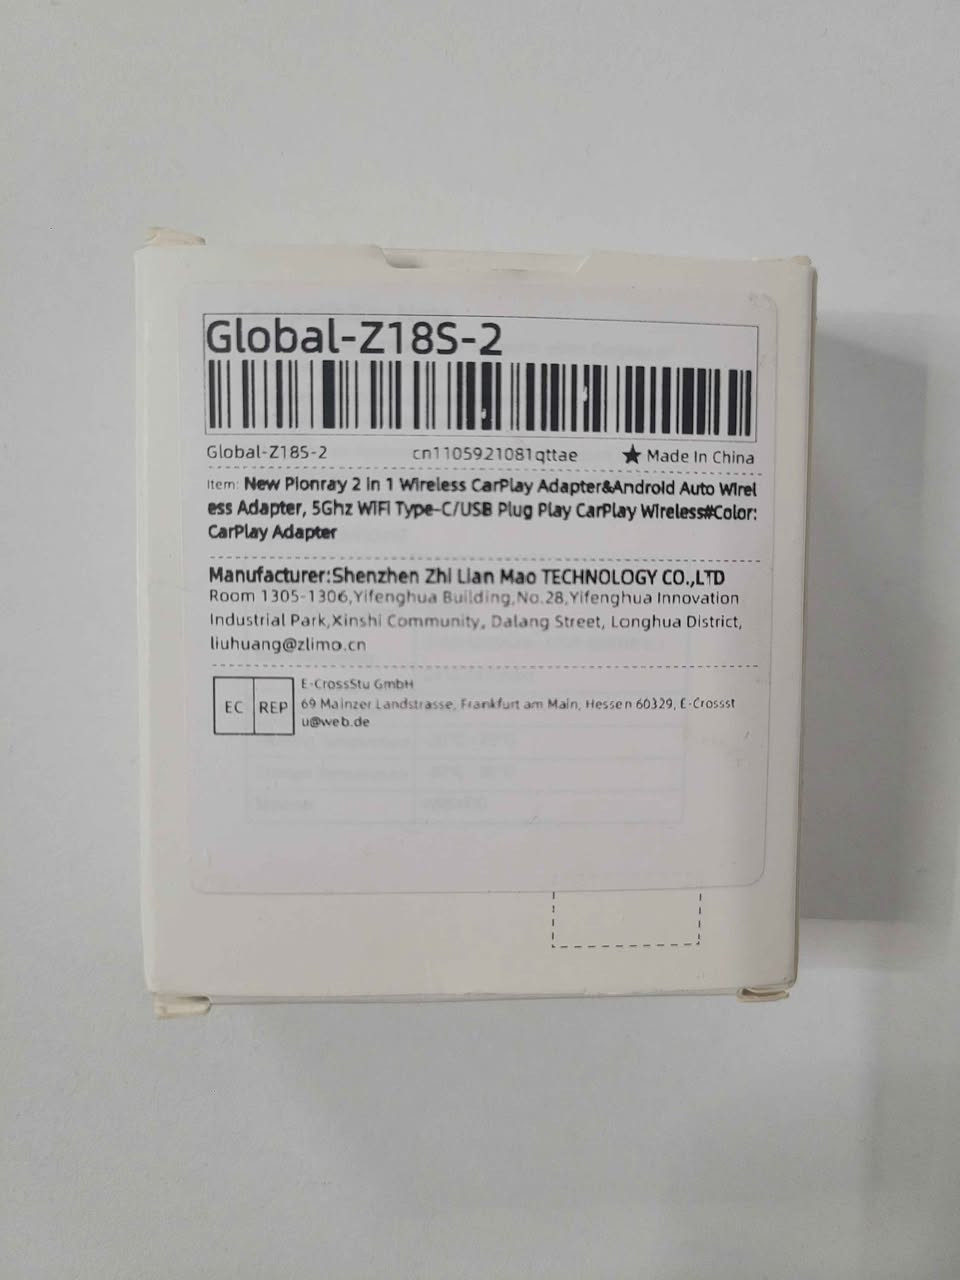 Global-Z18S-2
Global-Z18S-2 cn1105921081qttae ★ Made In China
Item: New Plonray 2 in 1 Wireless CarPlay Adapter&Android Auto Wirel
ess Adapter, 5Ghz WiFi Type-C/USB Plug Play CarPlay Wireless#Color:
CarPlay Adapter
Manufacturer:Shenzhen Zhi Lian Mao TECHNOLOGY CO.,LTD
Room 1305-1306,Yifenghua Building,No.28,Yifenghua Innovation
Industrial Park,Xinshi Community, Dalang Street, Longhua District,
liuhuang@zlimo.cn
EC REP
E-CrossStu GmbH
69 Mainzer Landstrasse, Frankfurt am Main, Hessen 60329, E-Crossst
u@web.de